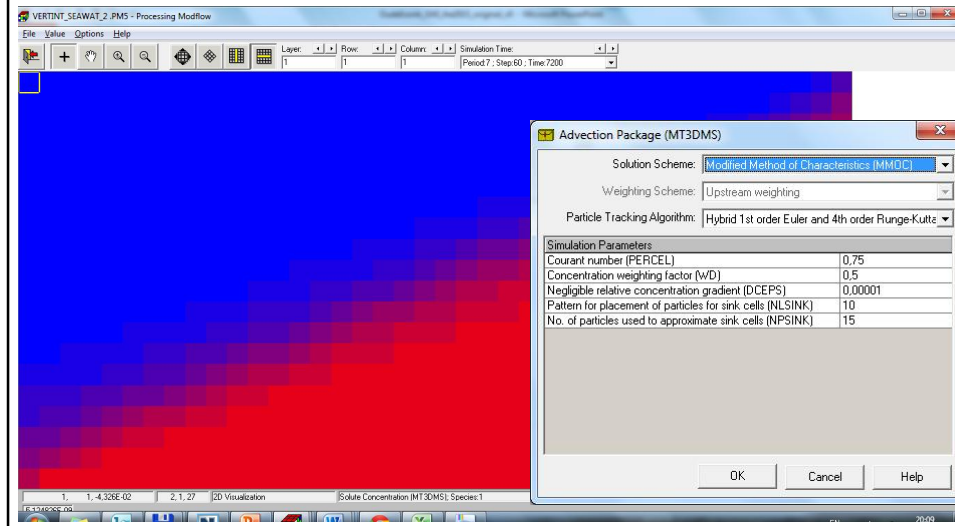 VERTINT_SEAWAT_2 .PM5 - Processing Modflow
File Value Options Help
Layer: Row: Column: Simulation Time:
1 1 1 Period:7 ; Step:60 ; Time:7200
Advection Package (MT3DMS)
Solution Scheme: Modified Method of Characteristics (MMOC)
Weighting Scheme: Upstream weighting
Particle Tracking Algorithm: Hybrid 1st order Euler and 4th order Runge-Kutta
Simulation Parameters
Courant number (PERCEL) 0,75
Concentration weighting factor (WD) 0,5
Negligible relative concentration gradient (DCEPS) 0,00001
Pattern for placement of particles for sink cells (NLSINK) 10
No. of particles used to approximate sink cells (NPSINK) 15
OK Cancel Help
1, 1,-4,326E-02 2, 1, 27 2D Visualization Solute Concentration (MT3DMS); Species:1
20:09